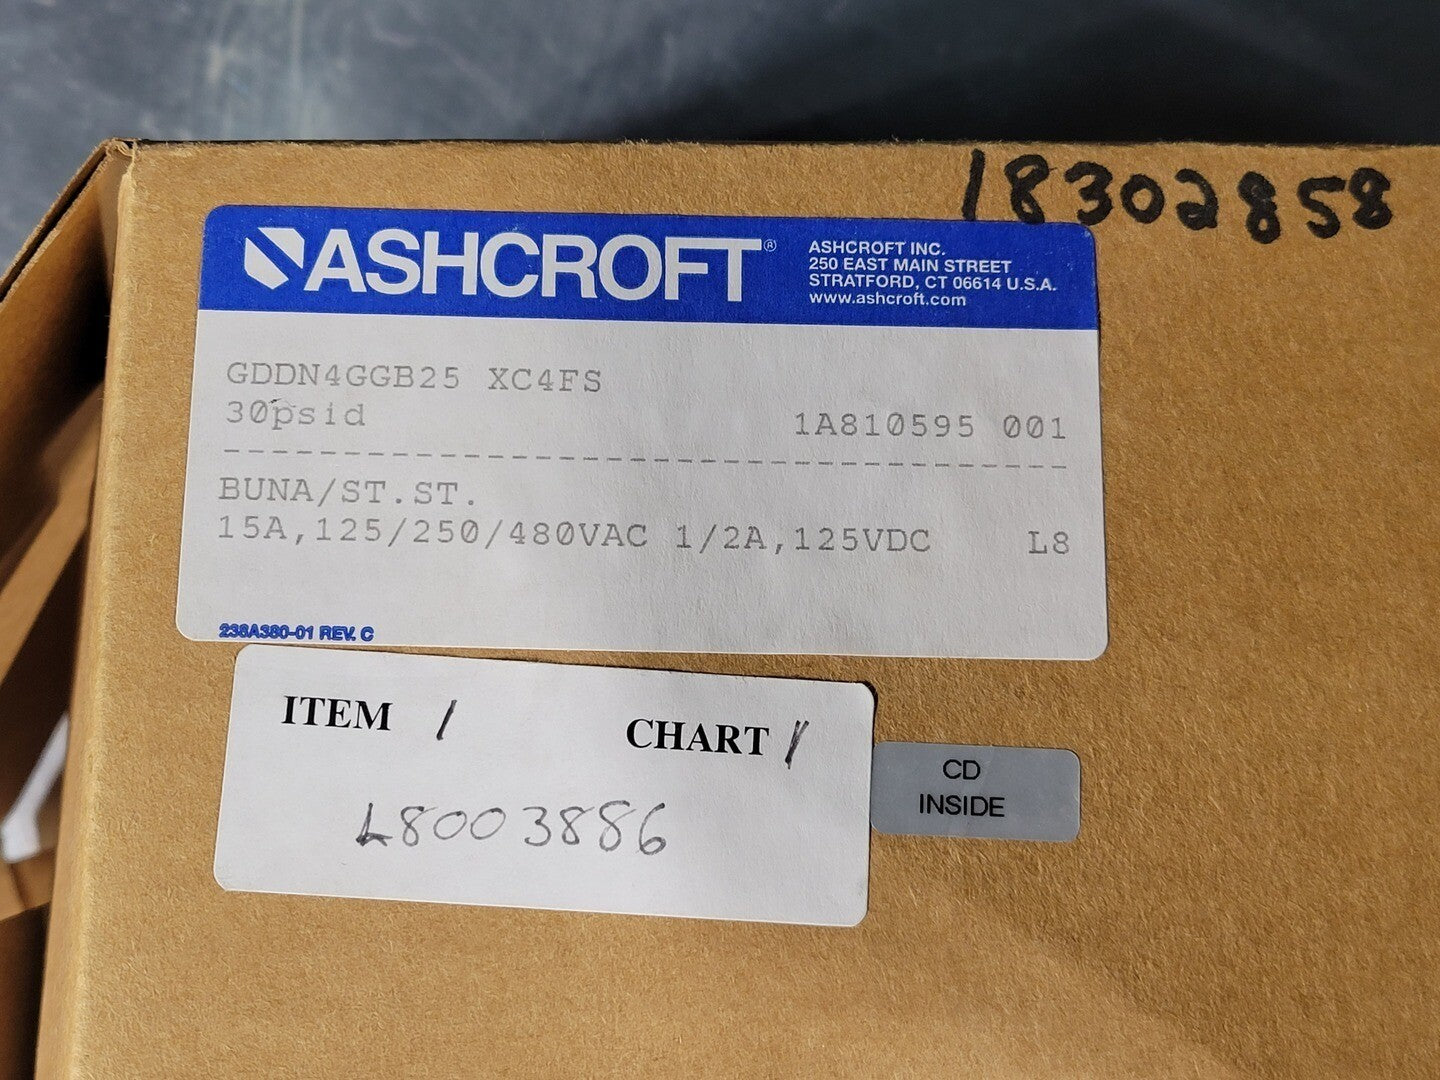 18302858
ASHCROFT®
ASHCROFT INC.
250 EAST MAIN STREET
STRATFORD, CT 06614 U.S.A.
www.ashcroft.com
GDDN4GGB25 XC4FS
30psid 1A810595 001
BUNA/ST.ST.
15A,125/250/480VAC 1/2A,125VDC L8
238A380-01 REV. C
ITEM 1 CHART 1
L8003886
CD
INSIDE